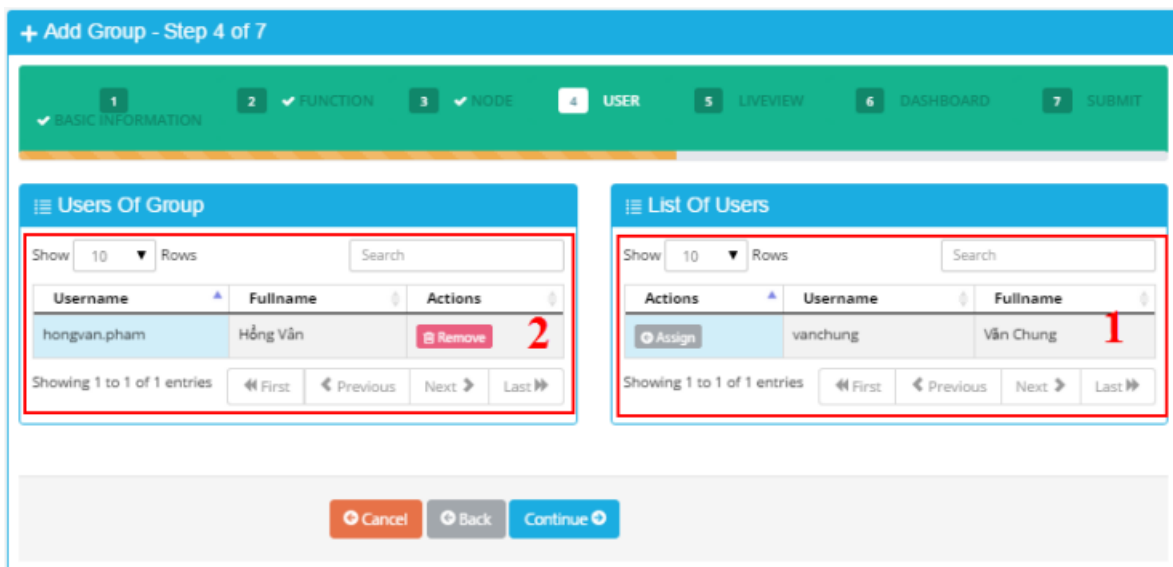 Add Group - Step 4 of 7
1 BASIC INFORMATION
2 FUNCTION
3 NODE
4 USER
5 LIVEVIEW
6 DASHBOARD
7 SUBMIT
Users Of Group
Show 10 Rows Search
Username Fullname Actions
hongvan.pham Hồng Vân Remove 2
Showing 1 to 1 of 1 entries First Previous Next Last
List Of Users
Show 10 Rows Search
Actions Username Fullname
Assign vanchung Văn Chung 1
Showing 1 to 1 of 1 entries First Previous Next Last
Cancel Back Continue